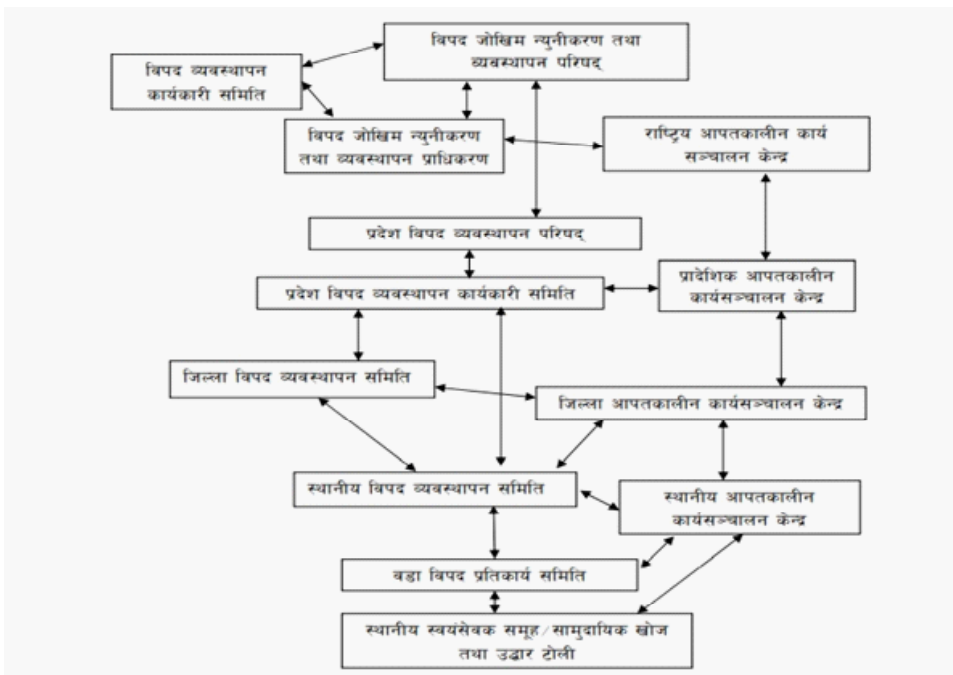 विपद जोखिम न्युनीकरण तथा
व्यवस्थापन परिषद्
विपद व्यवस्थापन
कार्यकारी समिति
विपद जोखिम न्युनीकरण
तथा व्यवस्थापन प्राधिकरण
राष्ट्रिय आपतकालीन कार्य
सञ्चालन केन्द्र
प्रदेश विपद व्यवस्थापन परिषद्
प्रदेश विपद व्यवस्थापन कार्यकारी समिति
प्रादेशिक आपतकालीन
कार्यसञ्चालन केन्द्र
जिल्ला विपद व्यवस्थापन समिति
जिल्ला आपतकालीन कार्यसञ्चालन केन्द्र
स्थानीय विपद व्यवस्थापन समिति
स्थानीय आपतकालीन
कार्यसञ्चालन केन्द्र
वडा विपद प्रतिकार्य समिति
स्थानीय स्वयंसेवक समूह/सामुदायिक खोज
तथा उद्धार टोली